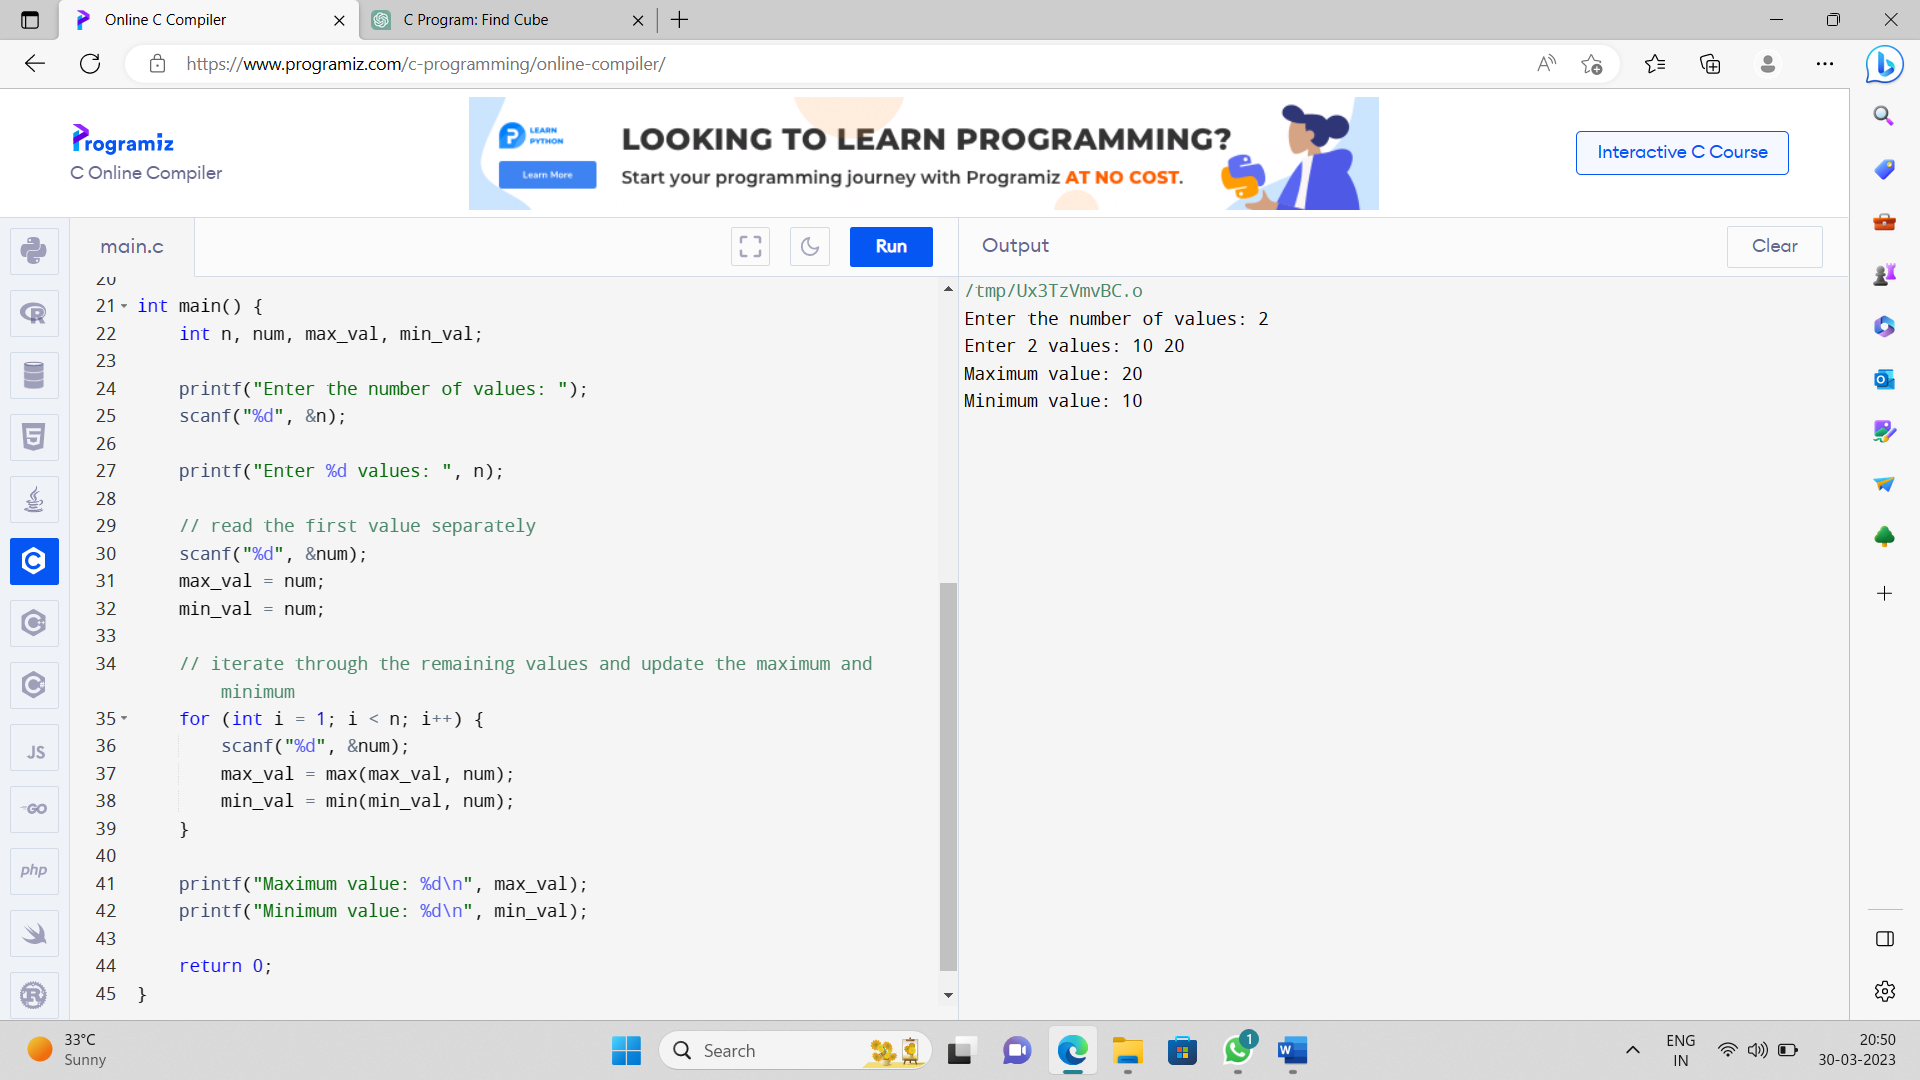 Online C Compiler
C Program: Find Cube
https://www.programiz.com/c-programming/online-compiler/
Programiz
C Online Compiler
LEARN PYTHON
Learn More
LOOKING TO LEARN PROGRAMMING?
Start your programming journey with Programiz AT NO COST.
Interactive C Course
main.c
Run
Output
Clear
20
21 int main() {
22     int n, num, max_val, min_val;
23
24     printf("Enter the number of values: ");
25     scanf("%d", &n);
26
27     printf("Enter %d values: ", n);
28
29     // read the first value separately
30     scanf("%d", &num);
31     max_val = num;
32     min_val = num;
33
34     // iterate through the remaining values and update the maximum and
        minimum
35     for (int i = 1; i < n; i++) {
36         scanf("%d", &num);
37         max_val = max(max_val, num);
38         min_val = min(min_val, num);
39     }
40
41     printf("Maximum value: %d\n", max_val);
42     printf("Minimum value: %d\n", min_val);
43
44     return 0;
45 }
/tmp/Ux3TzVmvBC.o
Enter the number of values: 2
Enter 2 values: 10 20
Maximum value: 20
Minimum value: 10
JS
GO
php
33°C
Sunny
Search
1
ENG
IN
20:50
30-03-2023